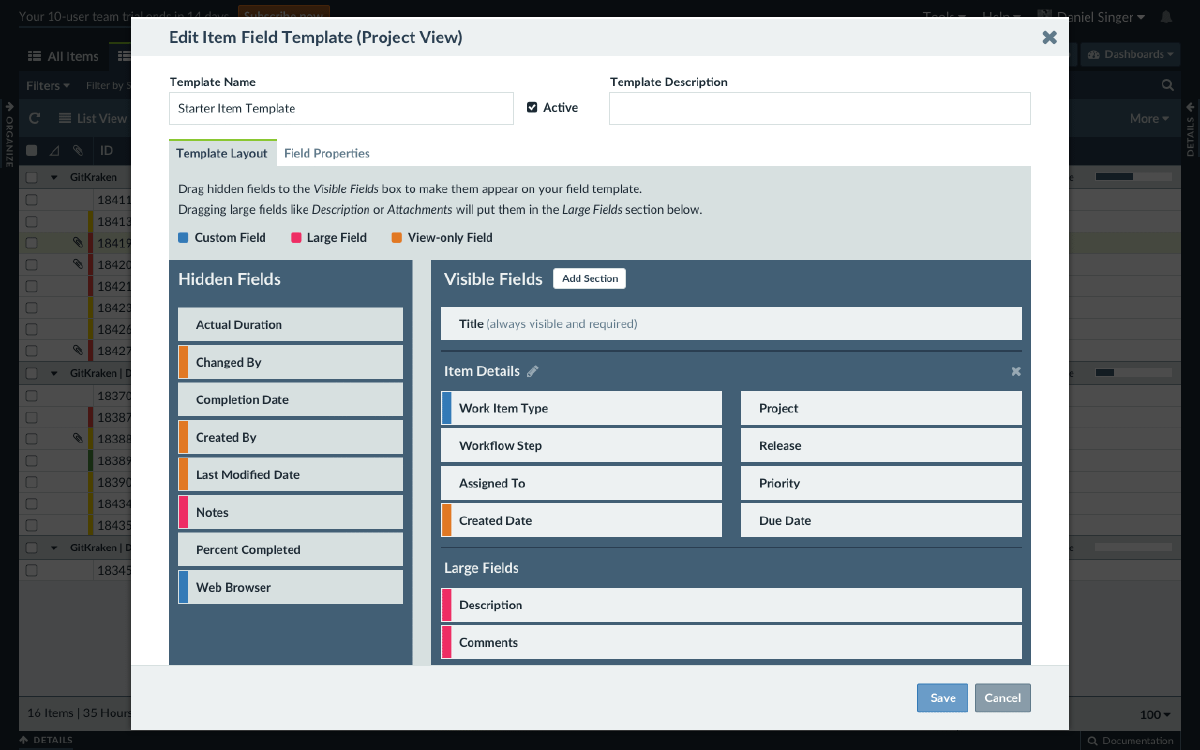 Your 10-user team trial ends in 14 days. Subscribe now
Tools Help Daniel Singer
Edit Item Field Template (Project View)
All Items
Dashboards
Filters Filter by S
Template Name
Template Description
Starter Item Template
Active
ORGANIZE
DETAILS
List View
More
ID
Template Layout Field Properties
GitKraken
Drag hidden fields to the Visible Fields box to make them appear on your field template.
Dragging large fields like Description or Attachments will put them in the Large Fields section below.
Custom Field Large Field View-only Field
18411
18413
18419
18420
18421
18423
18426
18427
GitKraken | D
18370
18387
18388
18389
18390
18434
18435
GitKraken | D
18345
Hidden Fields
Actual Duration
Changed By
Completion Date
Created By
Last Modified Date
Notes
Percent Completed
Web Browser
Visible Fields Add Section
Title (always visible and required)
Item Details
Work Item Type Project
Workflow Step Release
Assigned To Priority
Created Date Due Date
Large Fields
Description
Comments
Save Cancel
16 Items | 35 Hours
100
DETAILS
Documentation